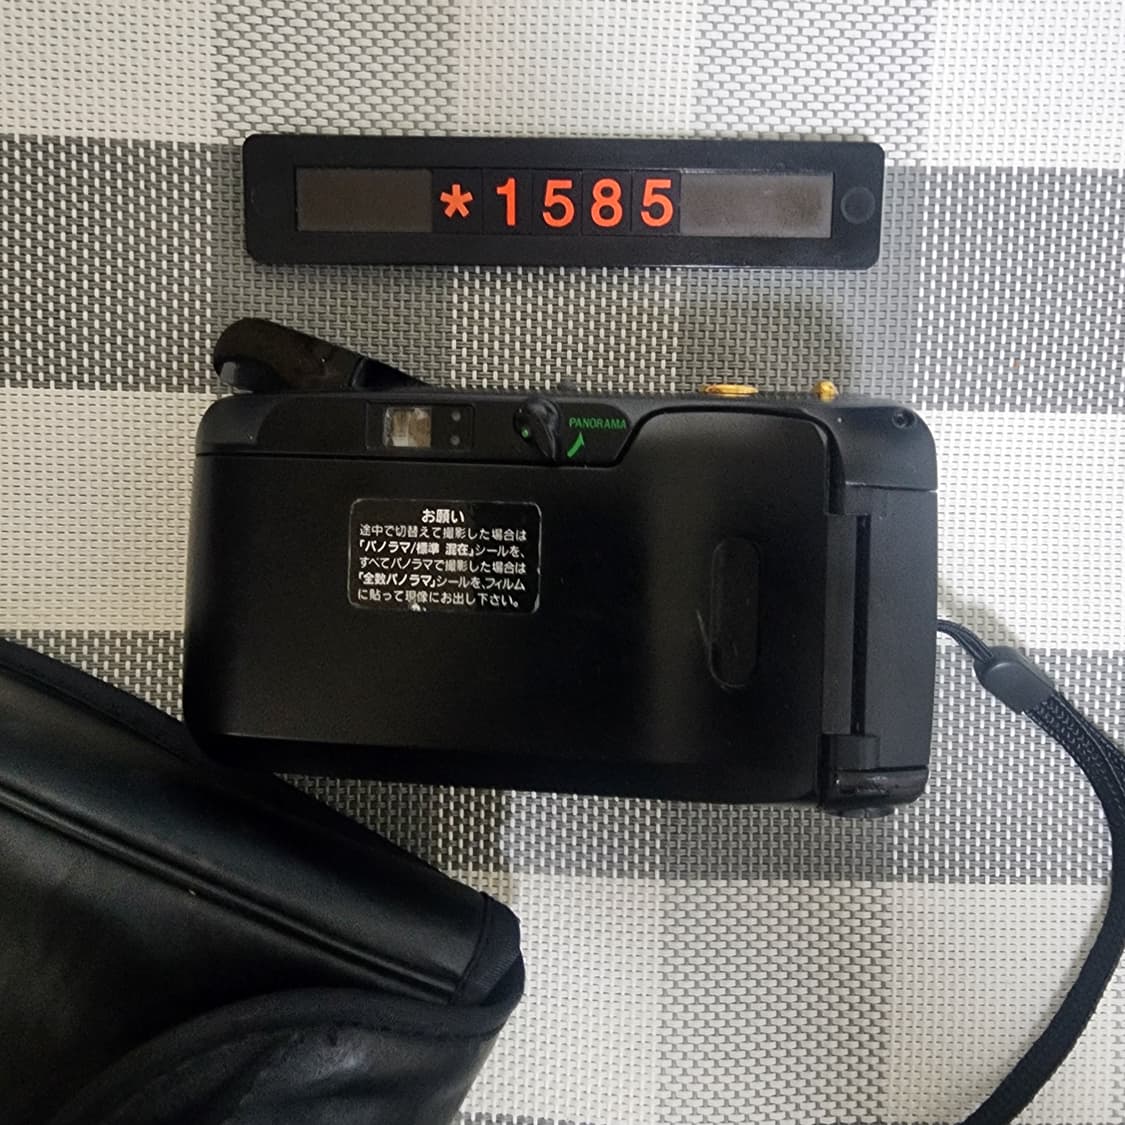 *1585
PANORAMA
お願い
途中で切替えて撮影した場合は
「パノラマ/標準 混在」シールを、
すべてパノラマで撮影した場合は
「全数パノラマ」シールを、フィルム
に貼って現像にお出し下さい。